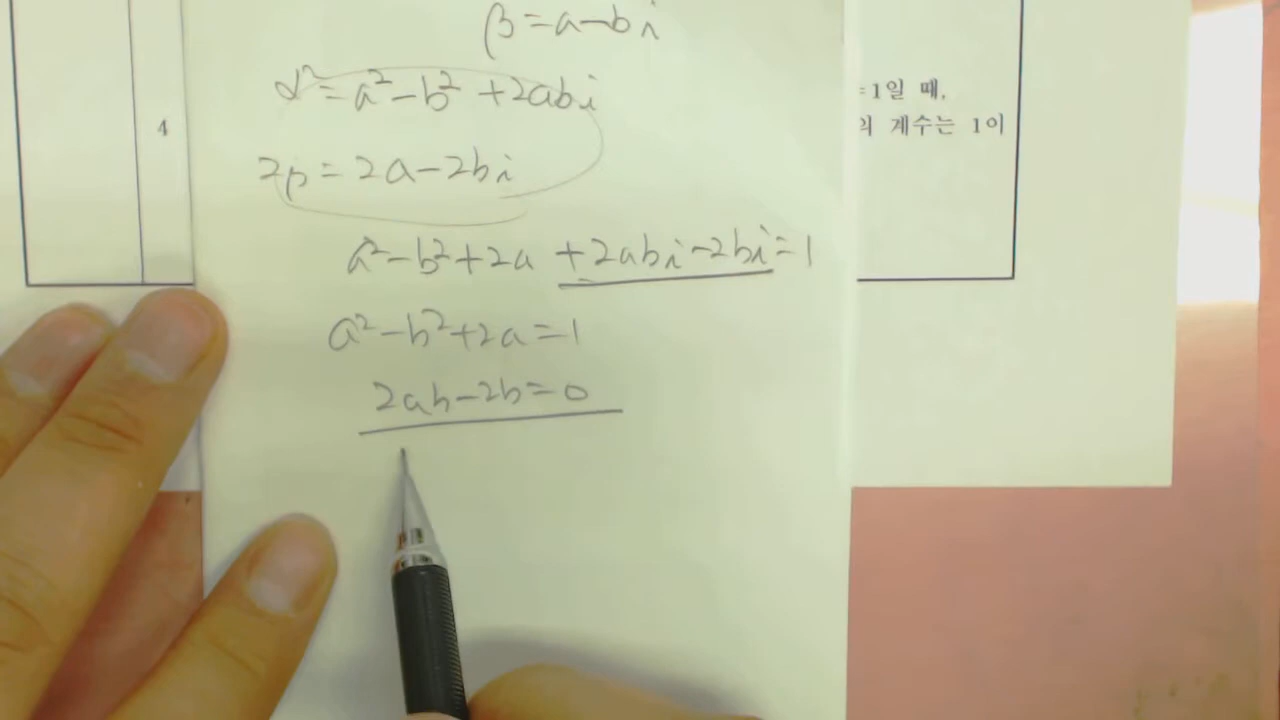 β=a-bi
α²=a²-b²+2abi
2β=2a-2bi
a²-b²+2a+2abi-2bi=1
a²-b²+2a=1
2ab-2b=0
4
=1일 때,
의 계수는 1이